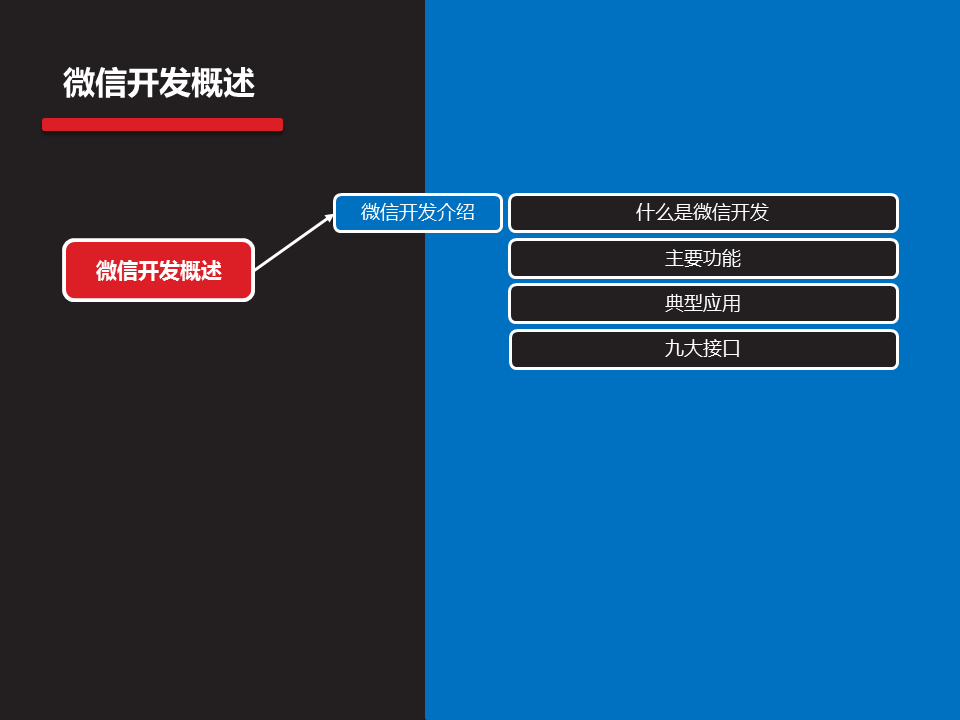 微信开发概述
微信开发概述
微信开发介绍
什么是微信开发
主要功能
典型应用
九大接口